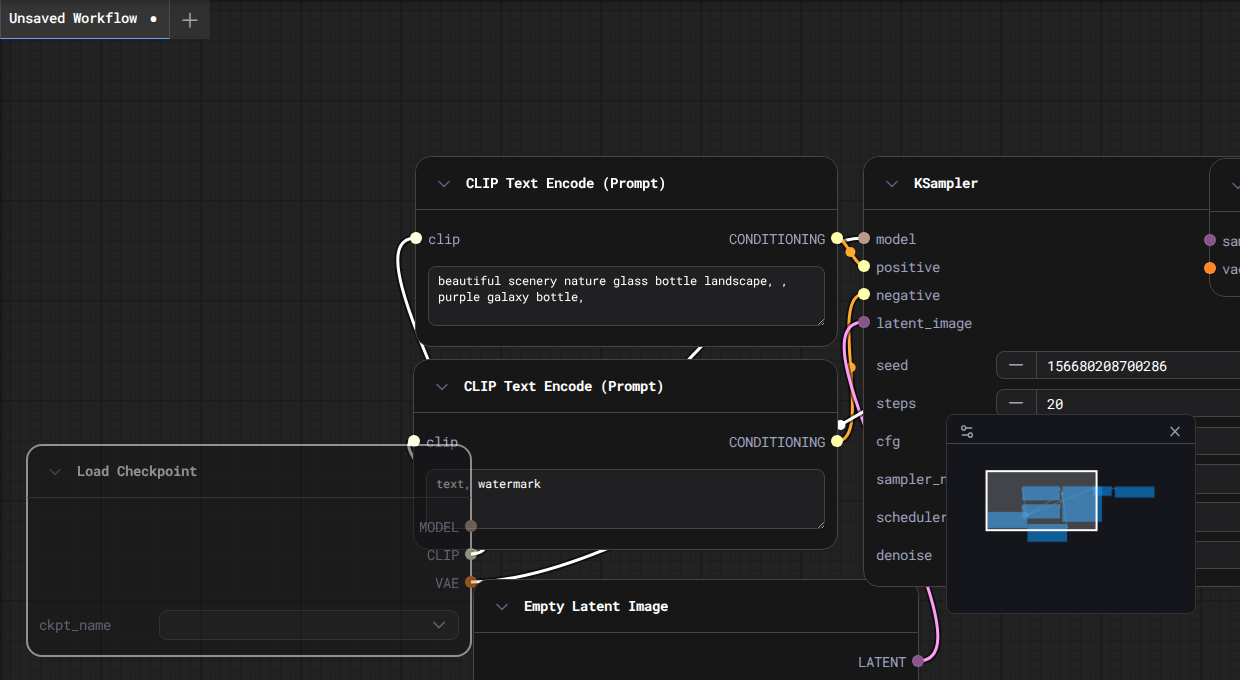 Unsaved Workflow
CLIP Text Encode (Prompt)
clip
CONDITIONING
beautiful scenery nature glass bottle landscape, ,
purple galaxy bottle,
CLIP Text Encode (Prompt)
clip
CONDITIONING
text, watermark
Load Checkpoint
MODEL
CLIP
VAE
ckpt_name
Empty Latent Image
LATENT
KSampler
model
positive
negative
latent_image
seed
156680208700286
steps
20
cfg
sampler_n
scheduler
denoise
sam
vae